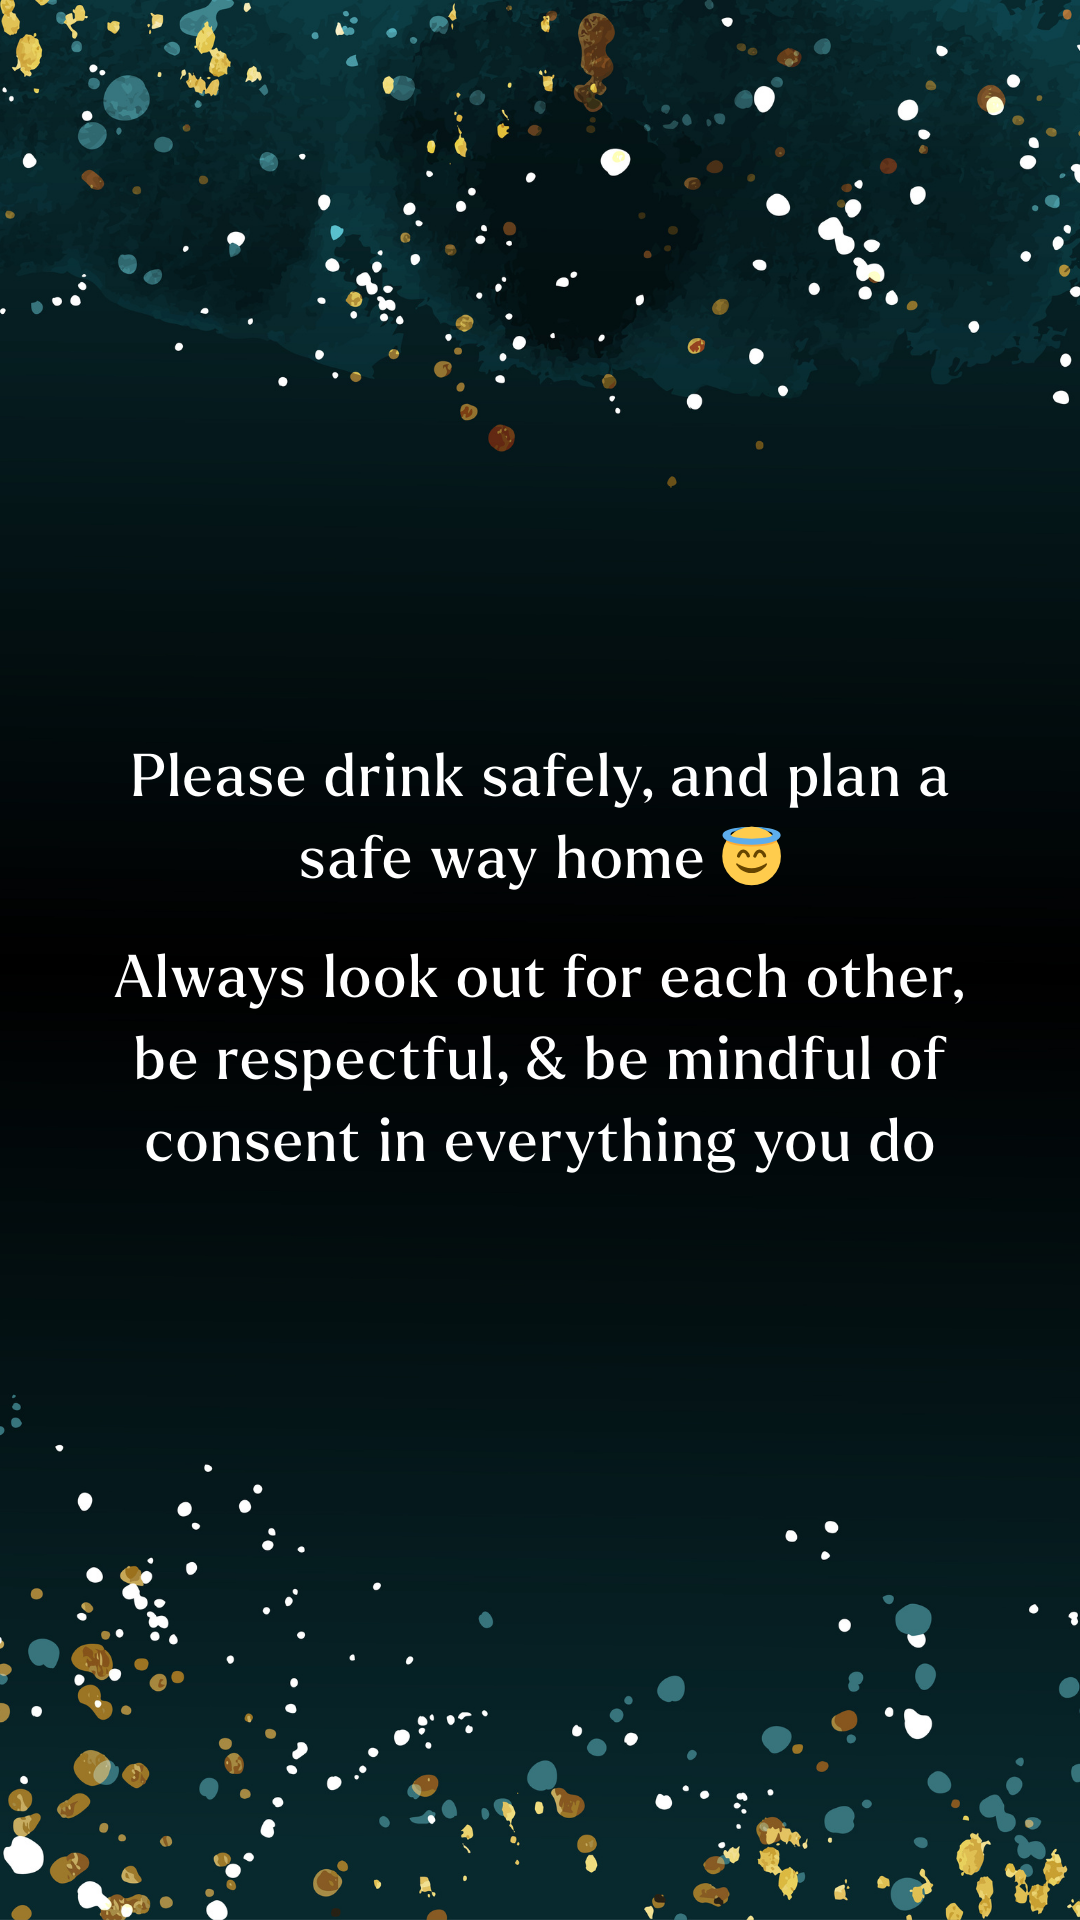 Please drink safely, and plan a
safe way home 😇
Always look out for each other,
be respectful, & be mindful of
consent in everything you do